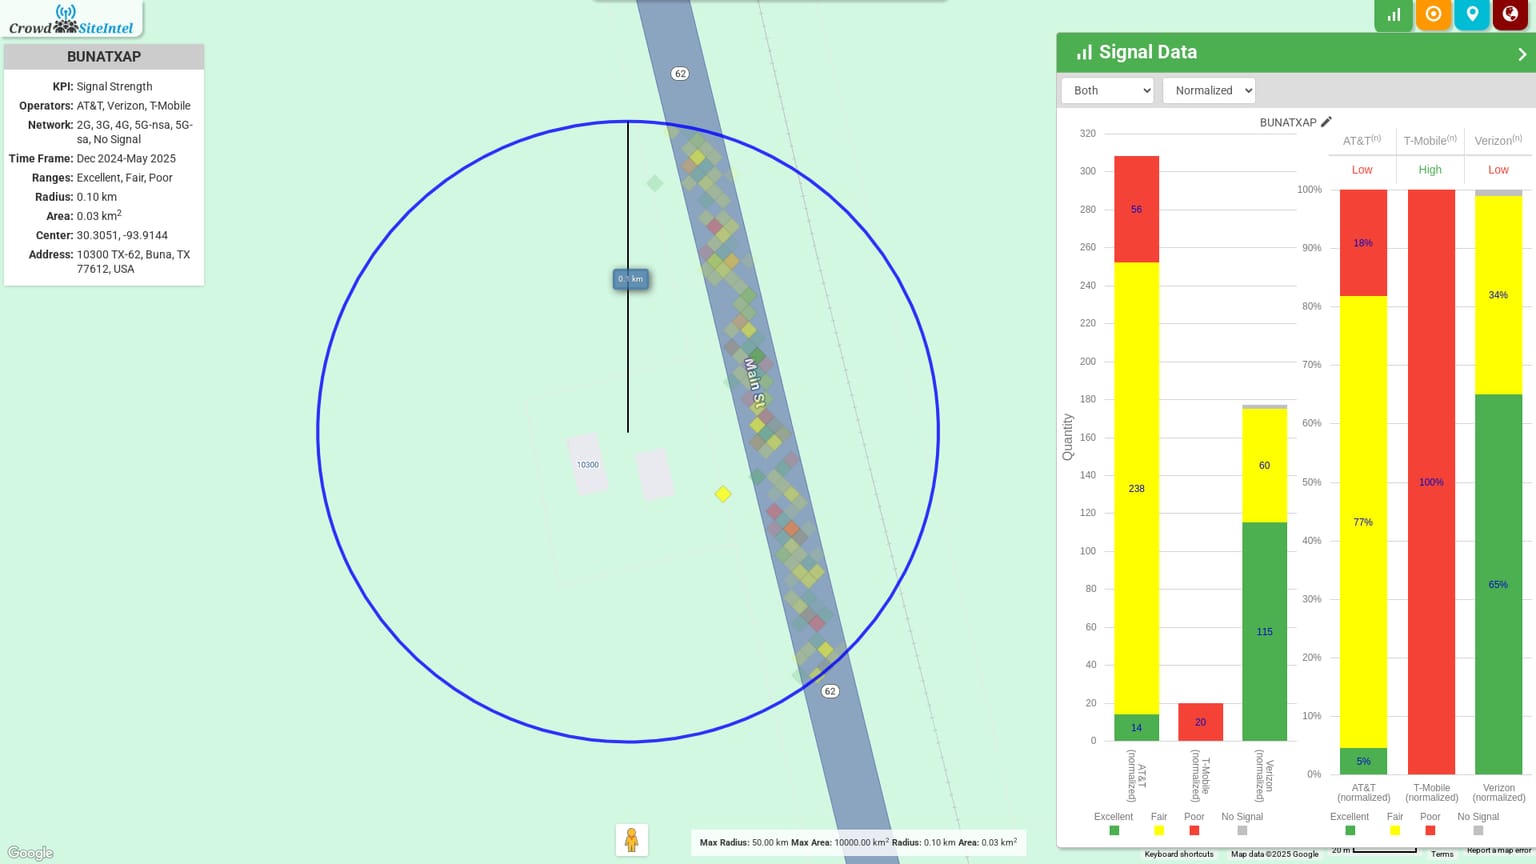 Crowd SiteIntel
BUNATXAP
KPI: Signal Strength
Operators: AT&T, Verizon, T-Mobile
Network: 2G, 3G, 4G, 5G-nsa, 5G-
sa, No Signal
Time Frame: Dec 2024-May 2025
Ranges: Excellent, Fair, Poor
Radius: 0.10 km
Area: 0.03 km2
Center: 30.3051, -93.9144
Address: 10300 TX-62, Buna, TX
77612, USA
62
0.1 km
Main St
10300
62
Google
Max Radius: 50.00 km Max Area: 10000.00 km2 Radius: 0.10 km Area: 0.03 km2
Keyboard shortcuts
Map data ©2025 Google
20 m
Terms
Report a map error
Signal Data
Both
Normalized
BUNATXAP
Quantity
320
300
280
260
240
220
200
180
160
140
120
100
80
60
40
20
0
56
238
14
20
60
115
AT&T
(normalized)
T-Mobile
(normalized)
Verizon
(normalized)
Excellent
Fair
Poor
No Signal
AT&T(n)
T-Mobile(n)
Verizon(n)
Low
High
Low
100%
90%
80%
70%
60%
50%
40%
30%
20%
10%
0%
18%
77%
5%
100%
34%
65%
AT&T
(normalized)
T-Mobile
(normalized)
Verizon
(normalized)
Excellent
Fair
Poor
No Signal